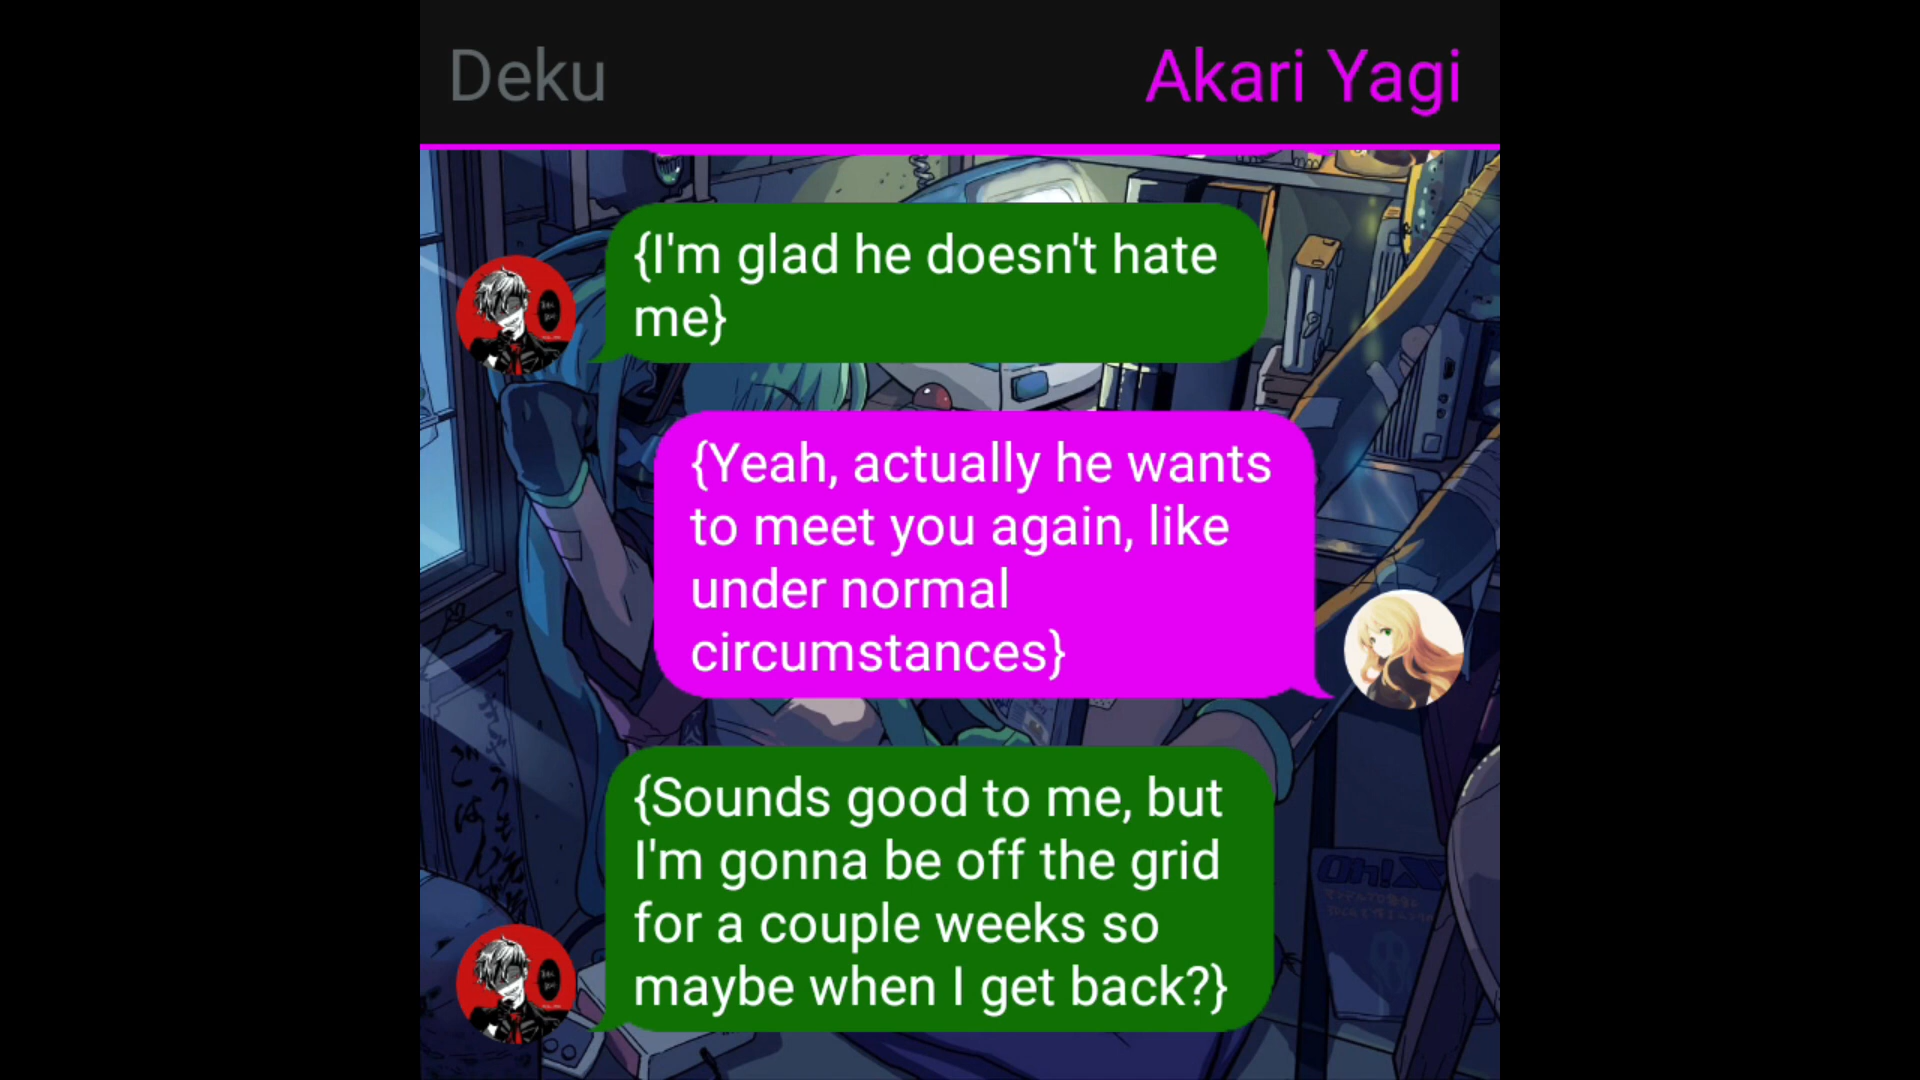 Deku
Akari Yagi
{I'm glad he doesn't hate
me}
{Yeah, actually he wants
to meet you again, like
under normal
circumstances}
{Sounds good to me, but
I'm gonna be off the grid
for a couple weeks so
maybe when I get back?}